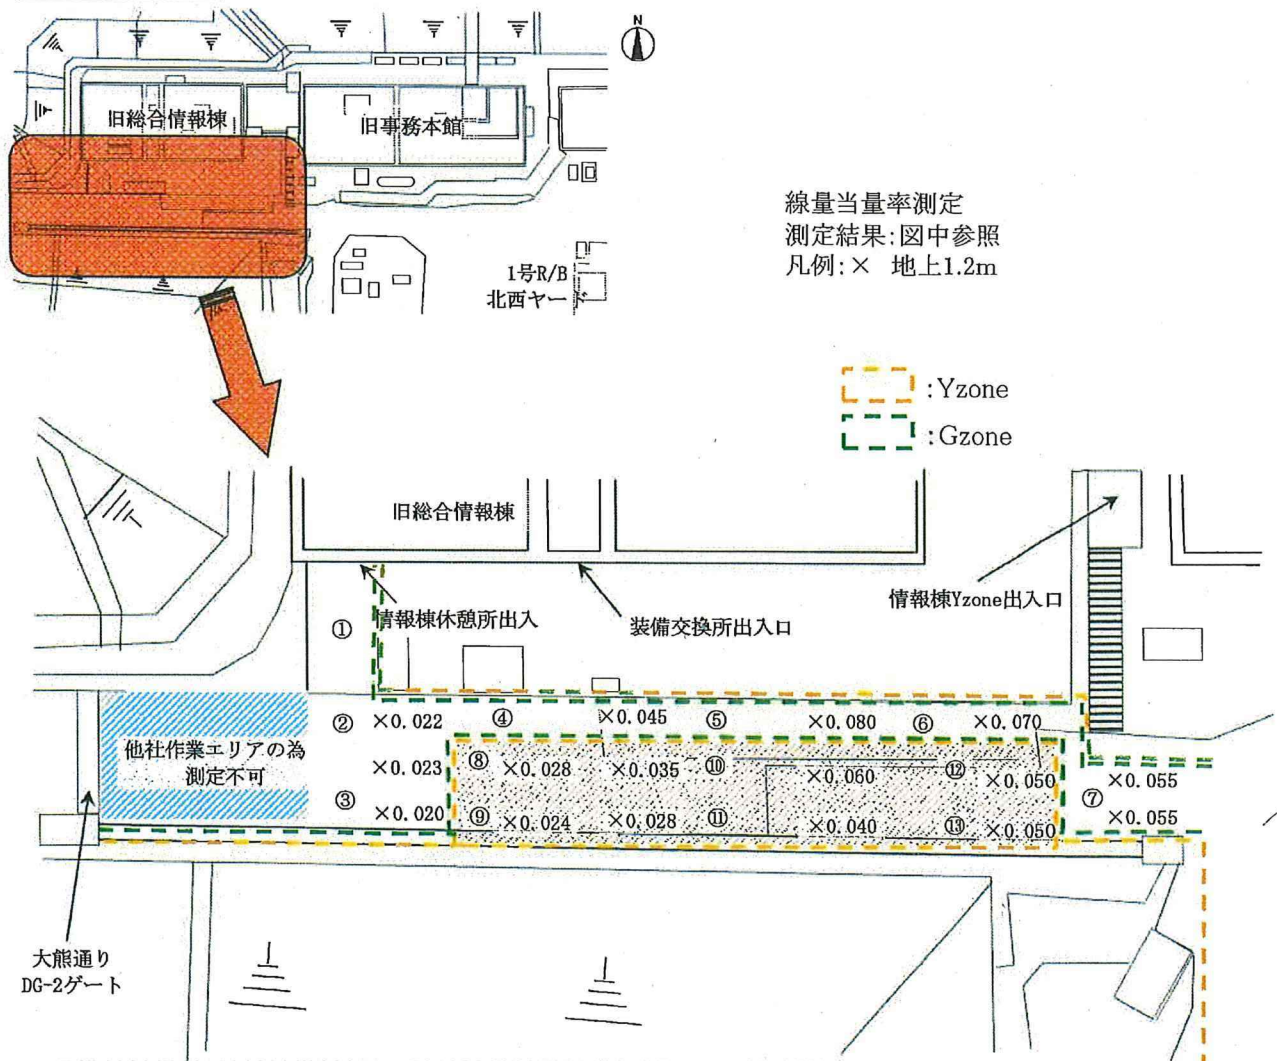 N
旧総合情報棟
旧事務本館
1号R/B
北西ヤード
線量当量率測定
測定結果:図中参照
凡例:× 地上1.2m
:Yzone
:Gzone
旧総合情報棟
情報棟休憩所出入
装備交換所出入口
情報棟Yzone出入口
①
② ×0.022 ④ ×0.045 ⑤ ×0.080 ⑥ ×0.070
他社作業エリアの為
測定不可
×0.023 ⑧ ×0.028 ×0.035 ⑩ ×0.060 ⑫ ×0.050 ×0.055
③ ×0.020 ⑨ ×0.024 ×0.028 ⑪ ×0.040 ⑬ ×0.050 ⑦ ×0.055
大熊通り
DG-2ゲート